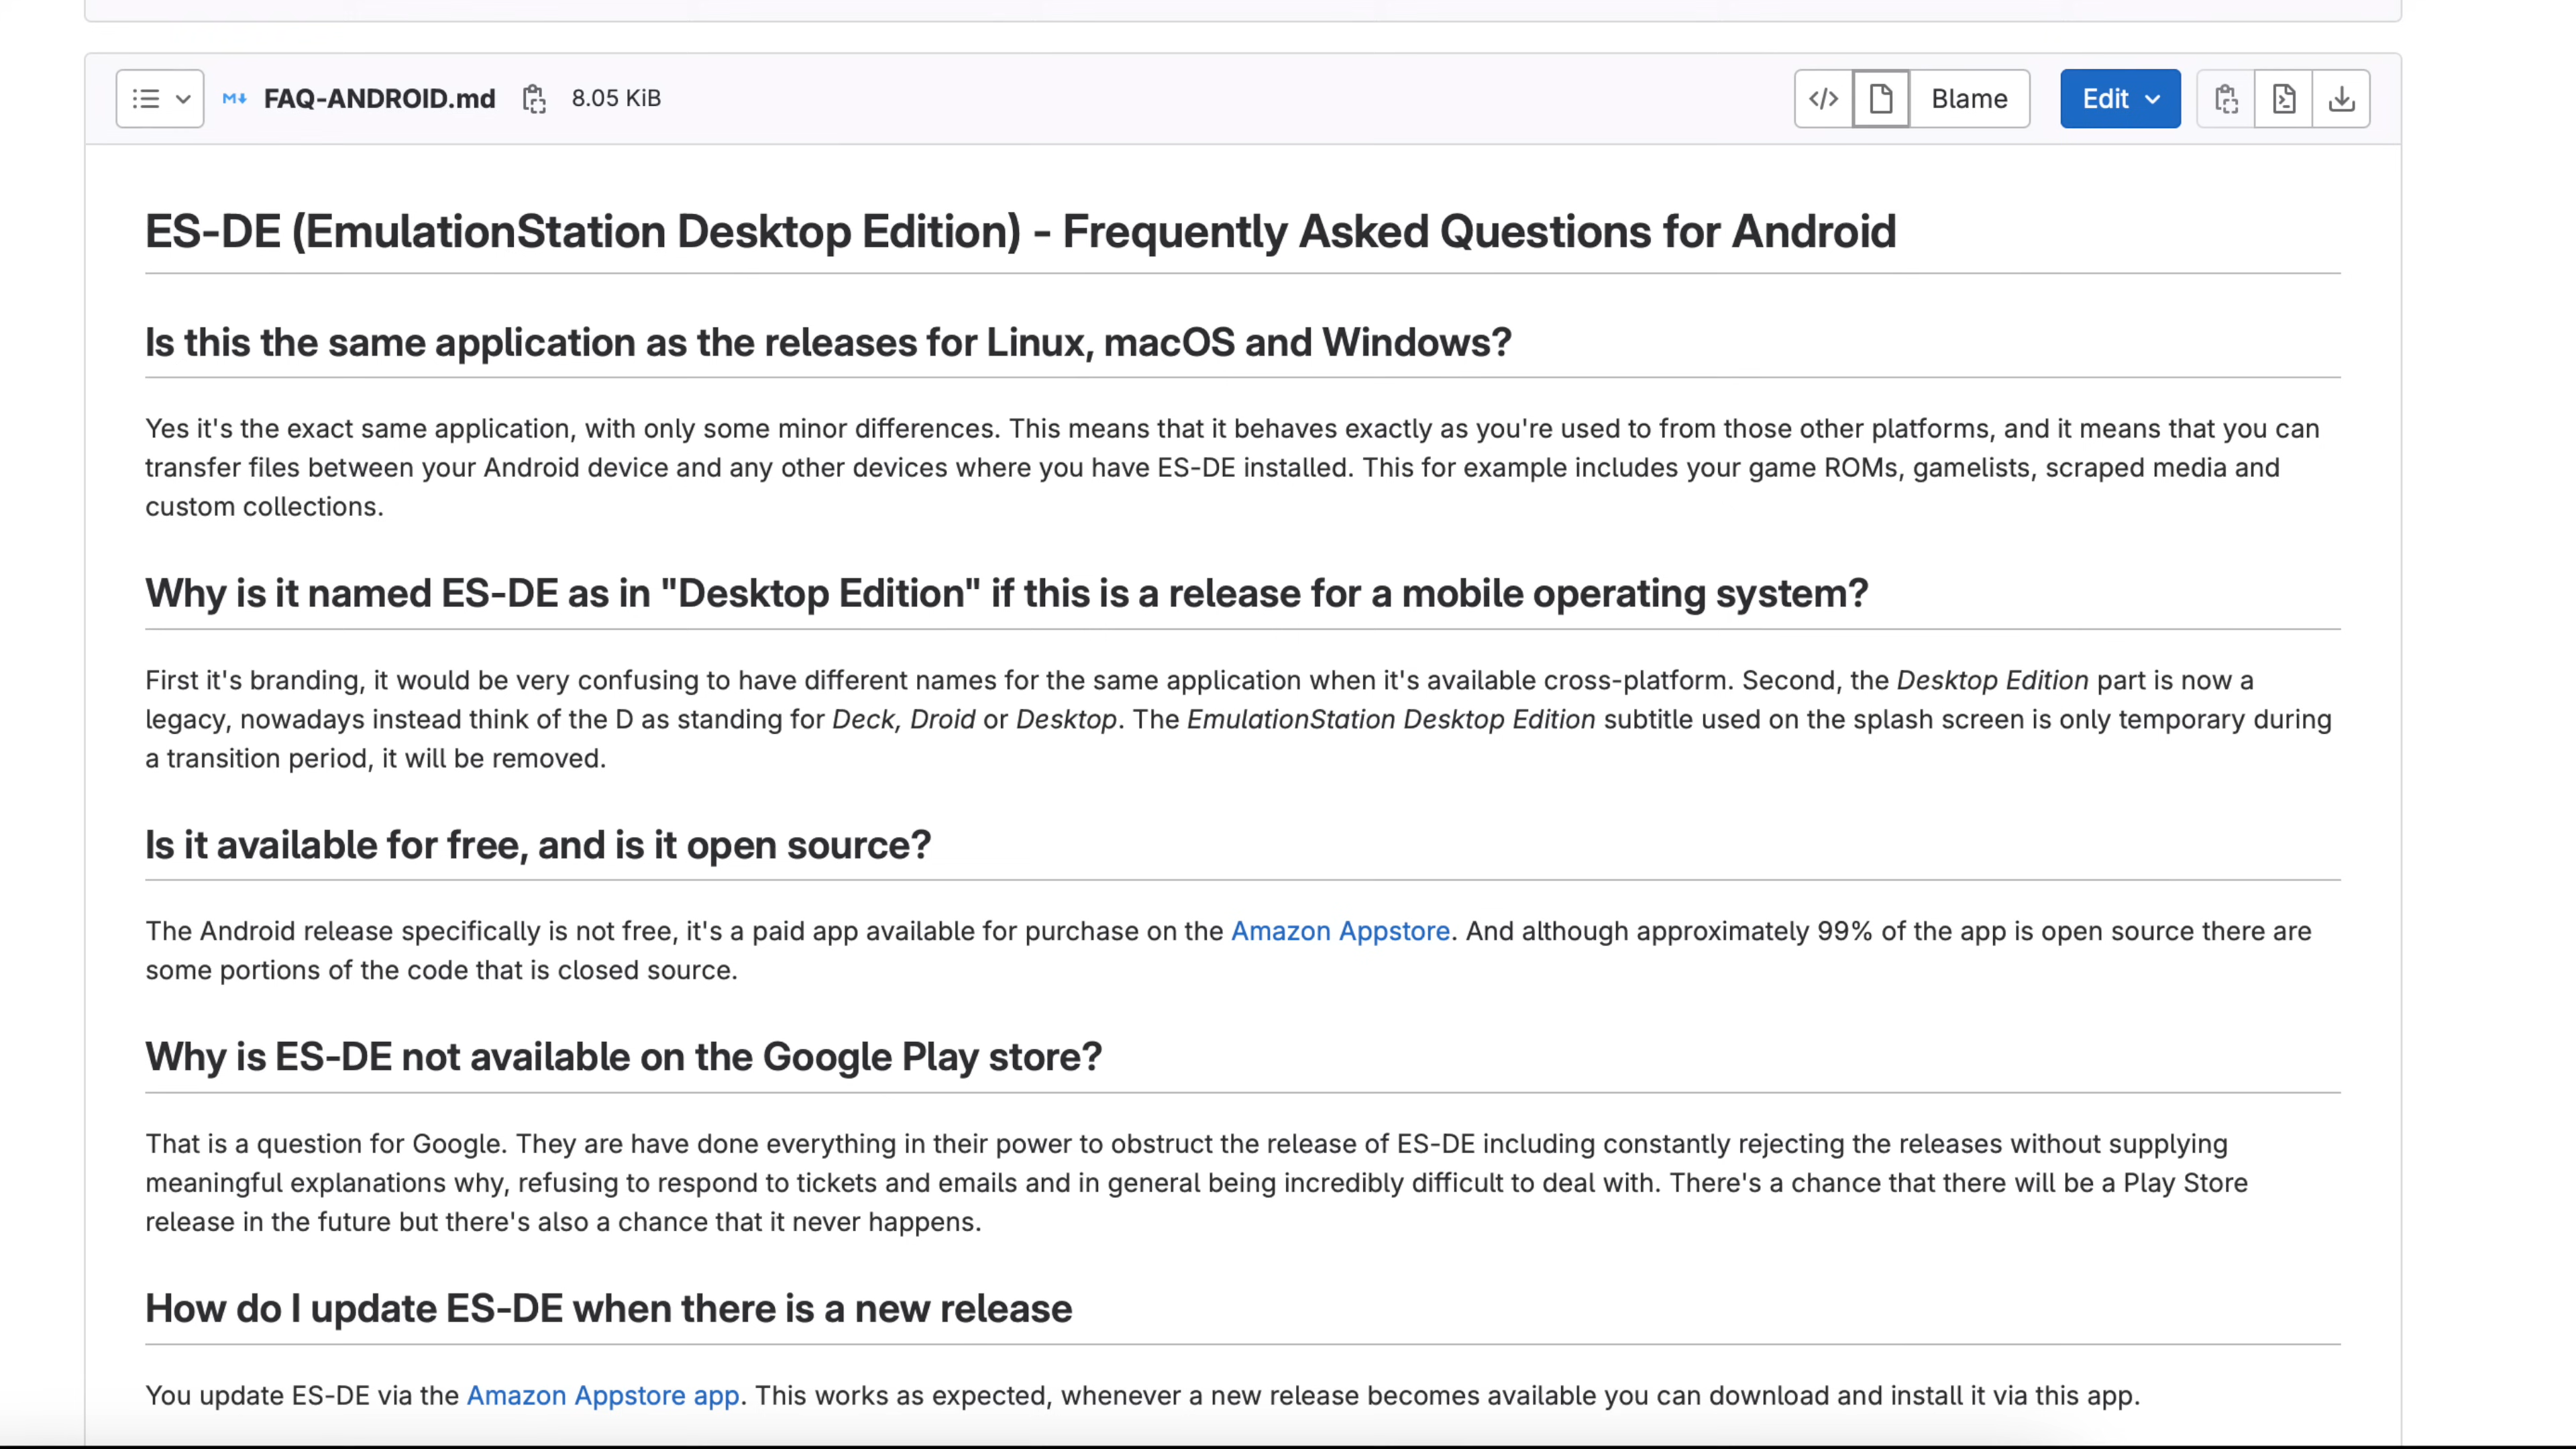 FAQ-ANDROID.md 8.05 KiB Blame Edit
ES-DE (EmulationStation Desktop Edition) - Frequently Asked Questions for Android
Is this the same application as the releases for Linux, macOS and Windows?
Yes it's the exact same application, with only some minor differences. This means that it behaves exactly as you're used to from those other platforms, and it means that you can
transfer files between your Android device and any other devices where you have ES-DE installed. This for example includes your game ROMs, gamelists, scraped media and
custom collections.
Why is it named ES-DE as in "Desktop Edition" if this is a release for a mobile operating system?
First it's branding, it would be very confusing to have different names for the same application when it's available cross-platform. Second, the Desktop Edition part is now a
legacy, nowadays instead think of the D as standing for Deck, Droid or Desktop. The EmulationStation Desktop Edition subtitle used on the splash screen is only temporary during
a transition period, it will be removed.
Is it available for free, and is it open source?
The Android release specifically is not free, it's a paid app available for purchase on the Amazon Appstore. And although approximately 99% of the app is open source there are
some portions of the code that is closed source.
Why is ES-DE not available on the Google Play store?
That is a question for Google. They are have done everything in their power to obstruct the release of ES-DE including constantly rejecting the releases without supplying
meaningful explanations why, refusing to respond to tickets and emails and in general being incredibly difficult to deal with. There's a chance that there will be a Play Store
release in the future but there's also a chance that it never happens.
How do I update ES-DE when there is a new release
You update ES-DE via the Amazon Appstore app. This works as expected, whenever a new release becomes available you can download and install it via this app.